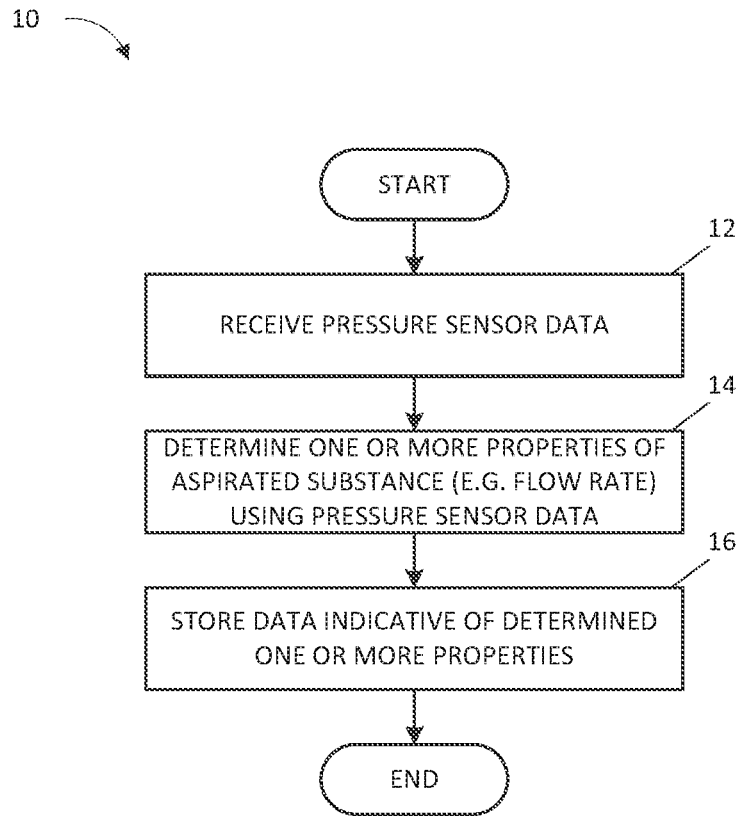 10
START
12
RECEIVE PRESSURE SENSOR DATA
14
DETERMINE ONE OR MORE PROPERTIES OF
ASPIRATED SUBSTANCE (E.G. FLOW RATE)
USING PRESSURE SENSOR DATA
16
STORE DATA INDICATIVE OF DETERMINED
ONE OR MORE PROPERTIES
END